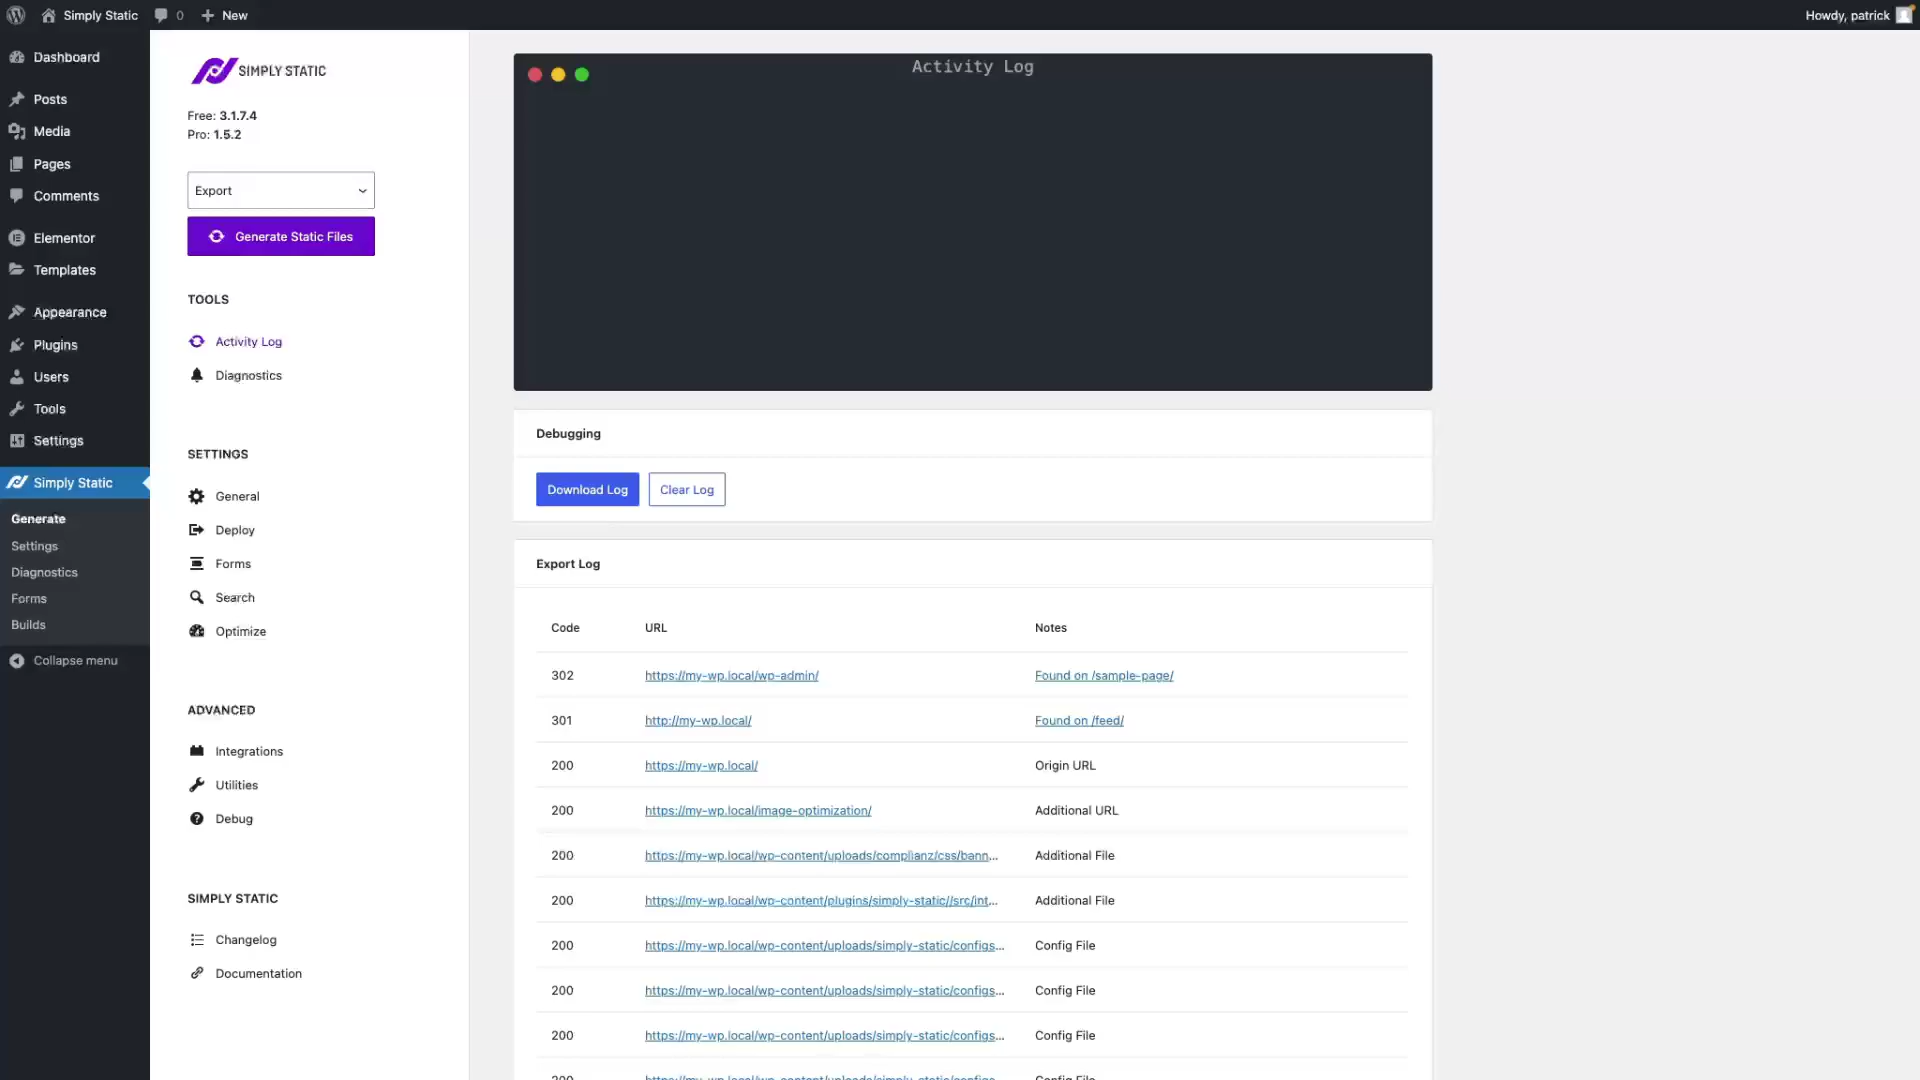 Simply Static
0
New
Howdy, patrick
Dashboard
Posts
Media
Pages
Comments
Elementor
Templates
Appearance
Plugins
Users
Tools
Settings
Simply Static
Generate
Settings
Diagnostics
Forms
Builds
Collapse menu
SIMPLY STATIC
Free: 3.1.7.4
Pro: 1.5.2
Export
Generate Static Files
TOOLS
Activity Log
Diagnostics
SETTINGS
General
Deploy
Forms
Search
Optimize
ADVANCED
Integrations
Utilities
Debug
SIMPLY STATIC
Changelog
Documentation
Activity Log
Debugging
Download Log
Clear Log
Export Log
Code URL Notes
302 https://my-wp.local/wp-admin/ Found on /sample-page/
301 http://my-wp.local/ Found on /feed/
200 https://my-wp.local/ Origin URL
200 https://my-wp.local/image-optimization/ Additional URL
200 https://my-wp.local/wp-content/uploads/complianz/css/bann... Additional File
200 https://my-wp.local/wp-content/plugins/simply-static//src/int... Additional File
200 https://my-wp.local/wp-content/uploads/simply-static/configs... Config File
200 https://my-wp.local/wp-content/uploads/simply-static/configs... Config File
200 https://my-wp.local/wp-content/uploads/simply-static/configs... Config File
200 https://my-wp.local/wp-content/uploads/simply-static/configs... Config File